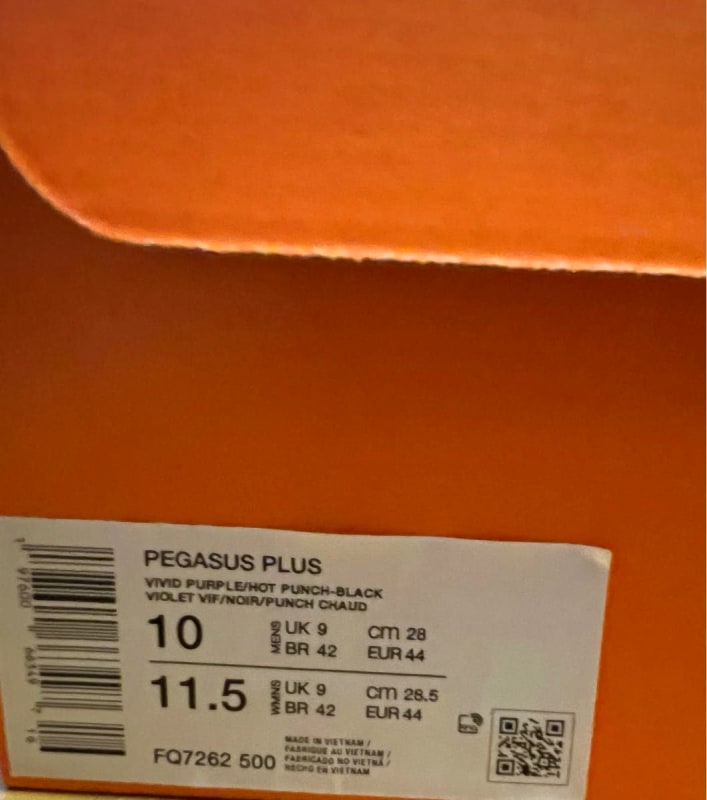 PEGASUS PLUS
VIVID PURPLE/HOT PUNCH-BLACK
VIOLET VIF/NOIR/PUNCH CHAUD
10 MENS UK 9 cm 28
BR 42 EUR 44
11.5 WMNS UK 9 cm 28.5
BR 42 EUR 44
FQ7262 500
MADE IN VIETNAM /
FABRIQUE AU VIETNAM /
FABRICADO NO VIETNÃ /
HECHO EN VIETNAM